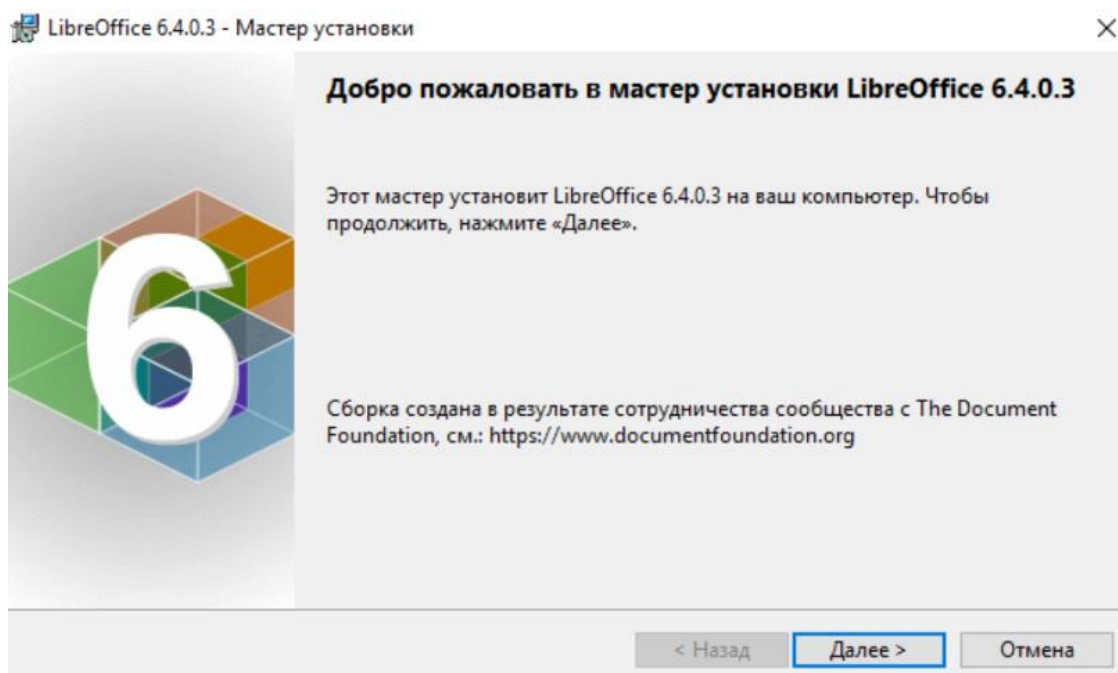 LibreOffice 6.4.0.3 - Мастер установки
Добро пожаловать в мастер установки LibreOffice 6.4.0.3
Этот мастер установит LibreOffice 6.4.0.3 на ваш компьютер. Чтобы
продолжить, нажмите «Далее».
6
Сборка создана в результате сотрудничества сообщества с The Document
Foundation, см.: https://www.documentfoundation.org
< Назад Далее > Отмена